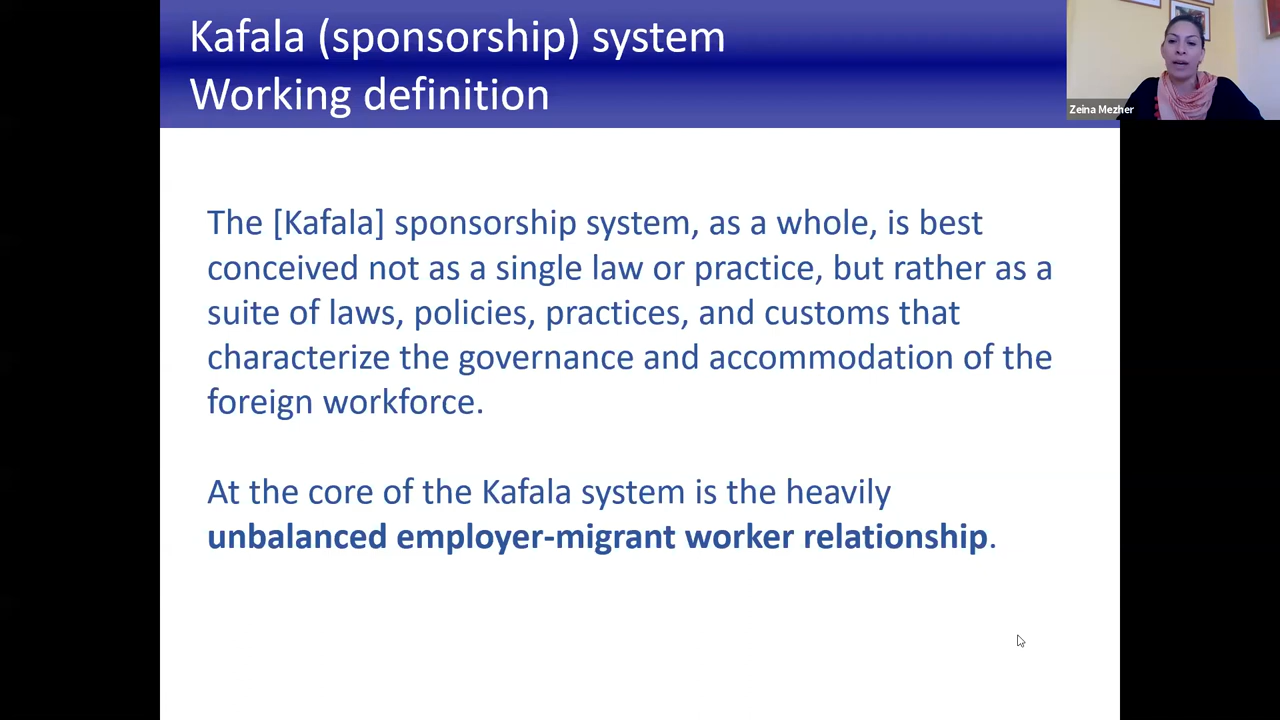 Kafala (sponsorship) system
Working definition
Zeina Mezher
The [Kafala] sponsorship system, as a whole, is best
conceived not as a single law or practice, but rather as a
suite of laws, policies, practices, and customs that
characterize the governance and accommodation of the
foreign workforce.
At the core of the Kafala system is the heavily
unbalanced employer-migrant worker relationship.